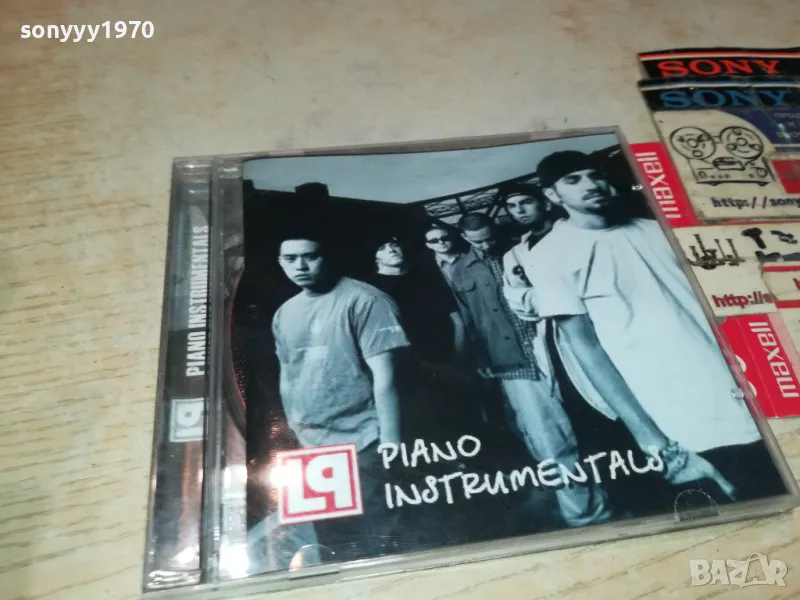 sonyyy1970
SONY
SONY
maxell
http://sony
http://s
maxell
PIANO INSTRUMENTALS
LP
PIANO
INSTRUMENTALS
LP
BAZAR